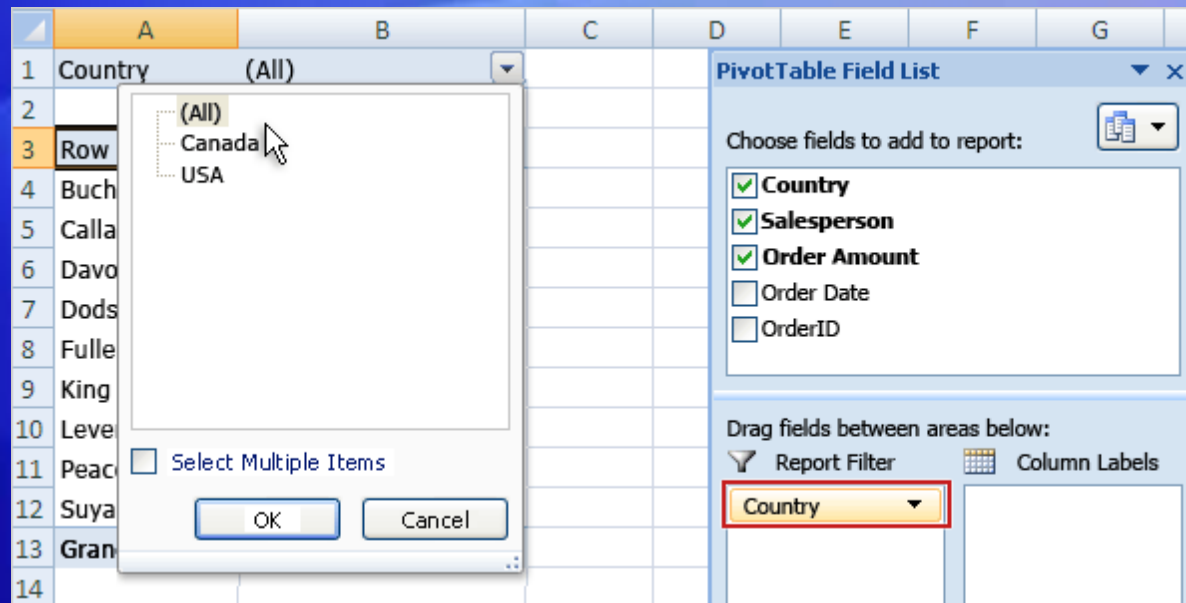 A B C D E F G
1 Country (All) PivotTable Field List
2
(All)
Canada
USA
Choose fields to add to report:
3 Row
4 Buch
5 Calla
6 Davo
7 Dods
8 Fulle
9 King
10 Leve
11 Peac
12 Suya
13 Gran
14
Select Multiple Items
OK Cancel
Country
Salesperson
Order Amount
Order Date
OrderID
Drag fields between areas below:
Report Filter Column Labels
Country